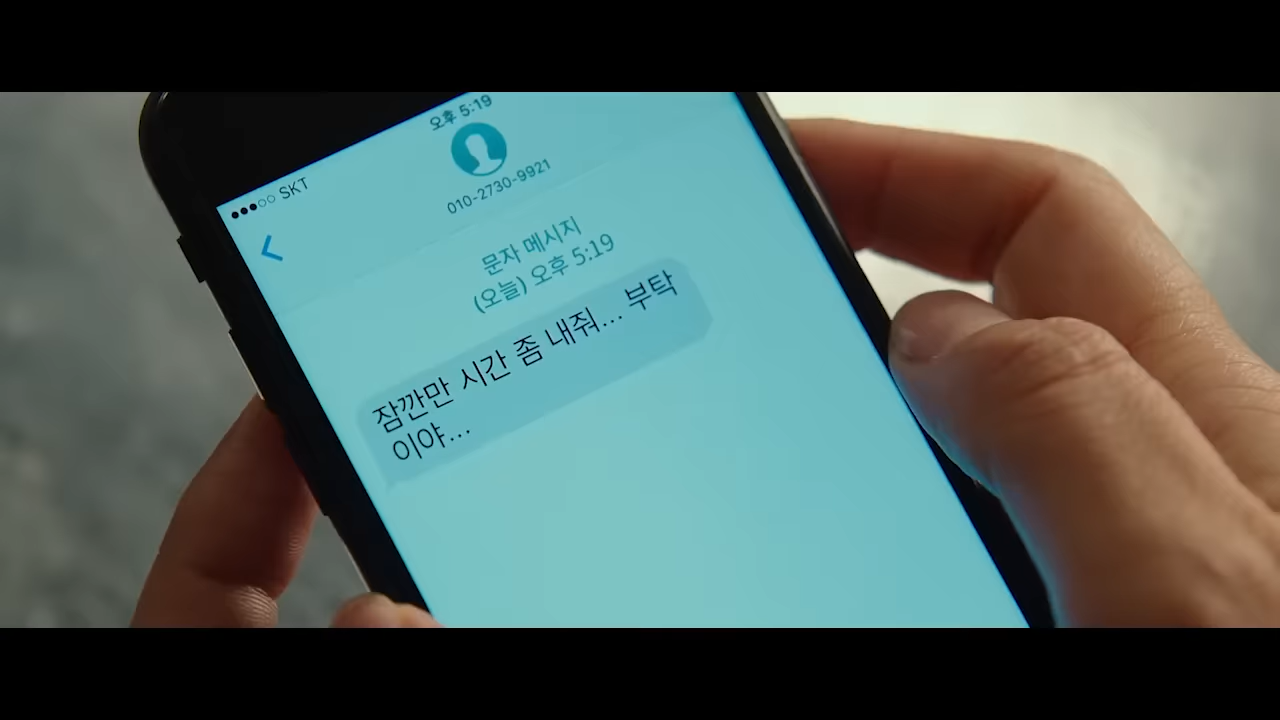 SKT
오후 5:19
010-2730-9921
문자 메시지
(오늘) 오후 5:19
잠깐만 시간 좀 내줘... 부탁
이야...